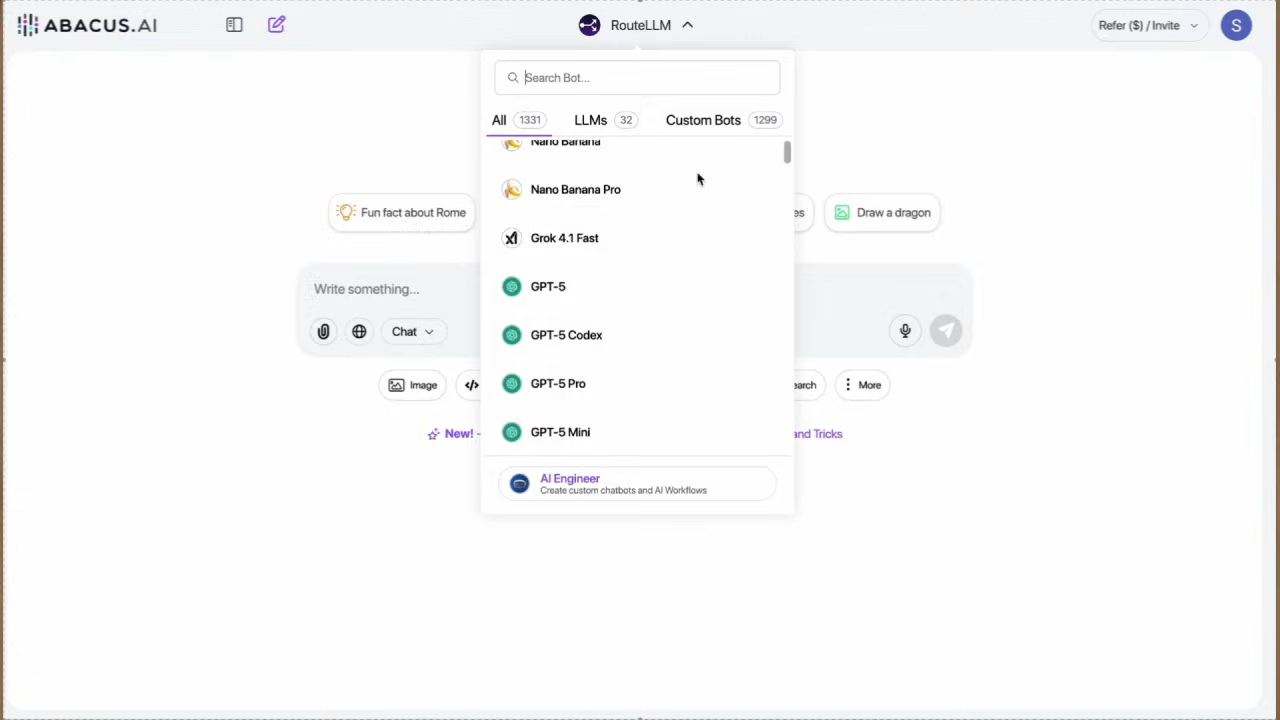 ABACUS.AI
RouteLLM
Refer ($) / Invite
S
Search Bot...
All 1331
LLMs 32
Custom Bots 1299
Nano Banana
Nano Banana Pro
Grok 4.1 Fast
GPT-5
GPT-5 Codex
GPT-5 Pro
GPT-5 Mini
AI Engineer
Create custom chatbots and AI Workflows
Fun fact about Rome
es
Draw a dragon
Write something...
Chat
Image
earch
More
New! -
and Tricks